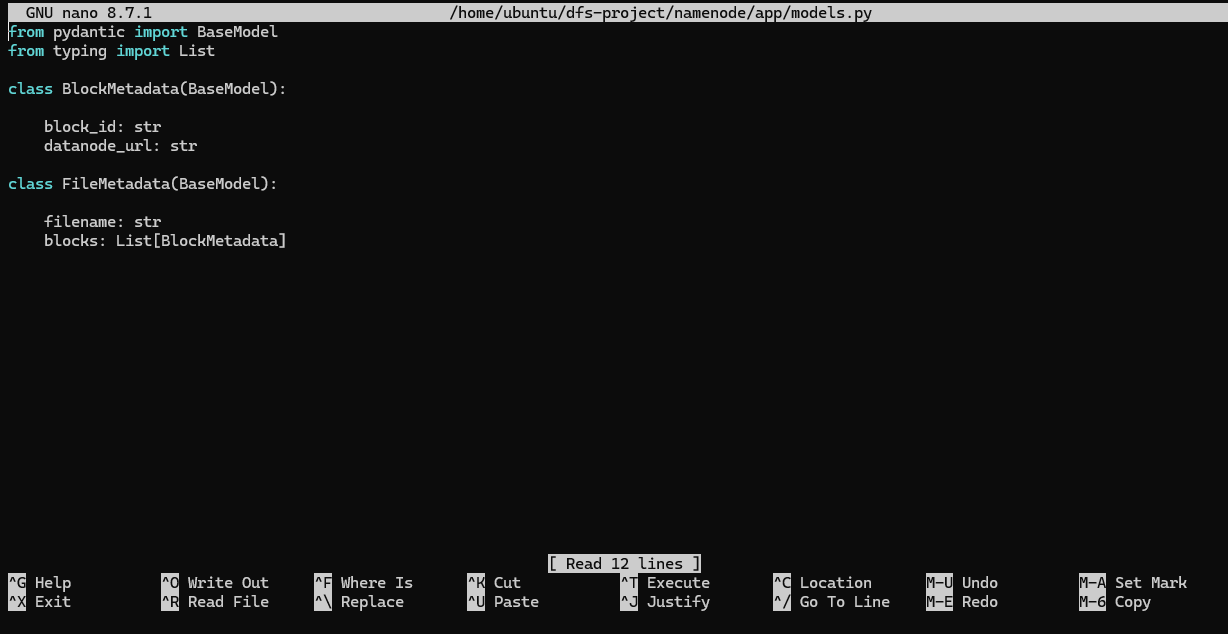 GNU nano 8.7.1 /home/ubuntu/dfs-project/namenode/app/models.py
from pydantic import BaseModel
from typing import List
class BlockMetadata(BaseModel):
    block_id: str
    datanode_url: str
class FileMetadata(BaseModel):
    filename: str
    blocks: List[BlockMetadata]
[ Read 12 lines ]
^G Help ^O Write Out ^F Where Is ^K Cut ^T Execute ^C Location M-U Undo M-A Set Mark
^X Exit ^R Read File ^\ Replace ^U Paste ^J Justify ^/ Go To Line M-E Redo M-6 Copy